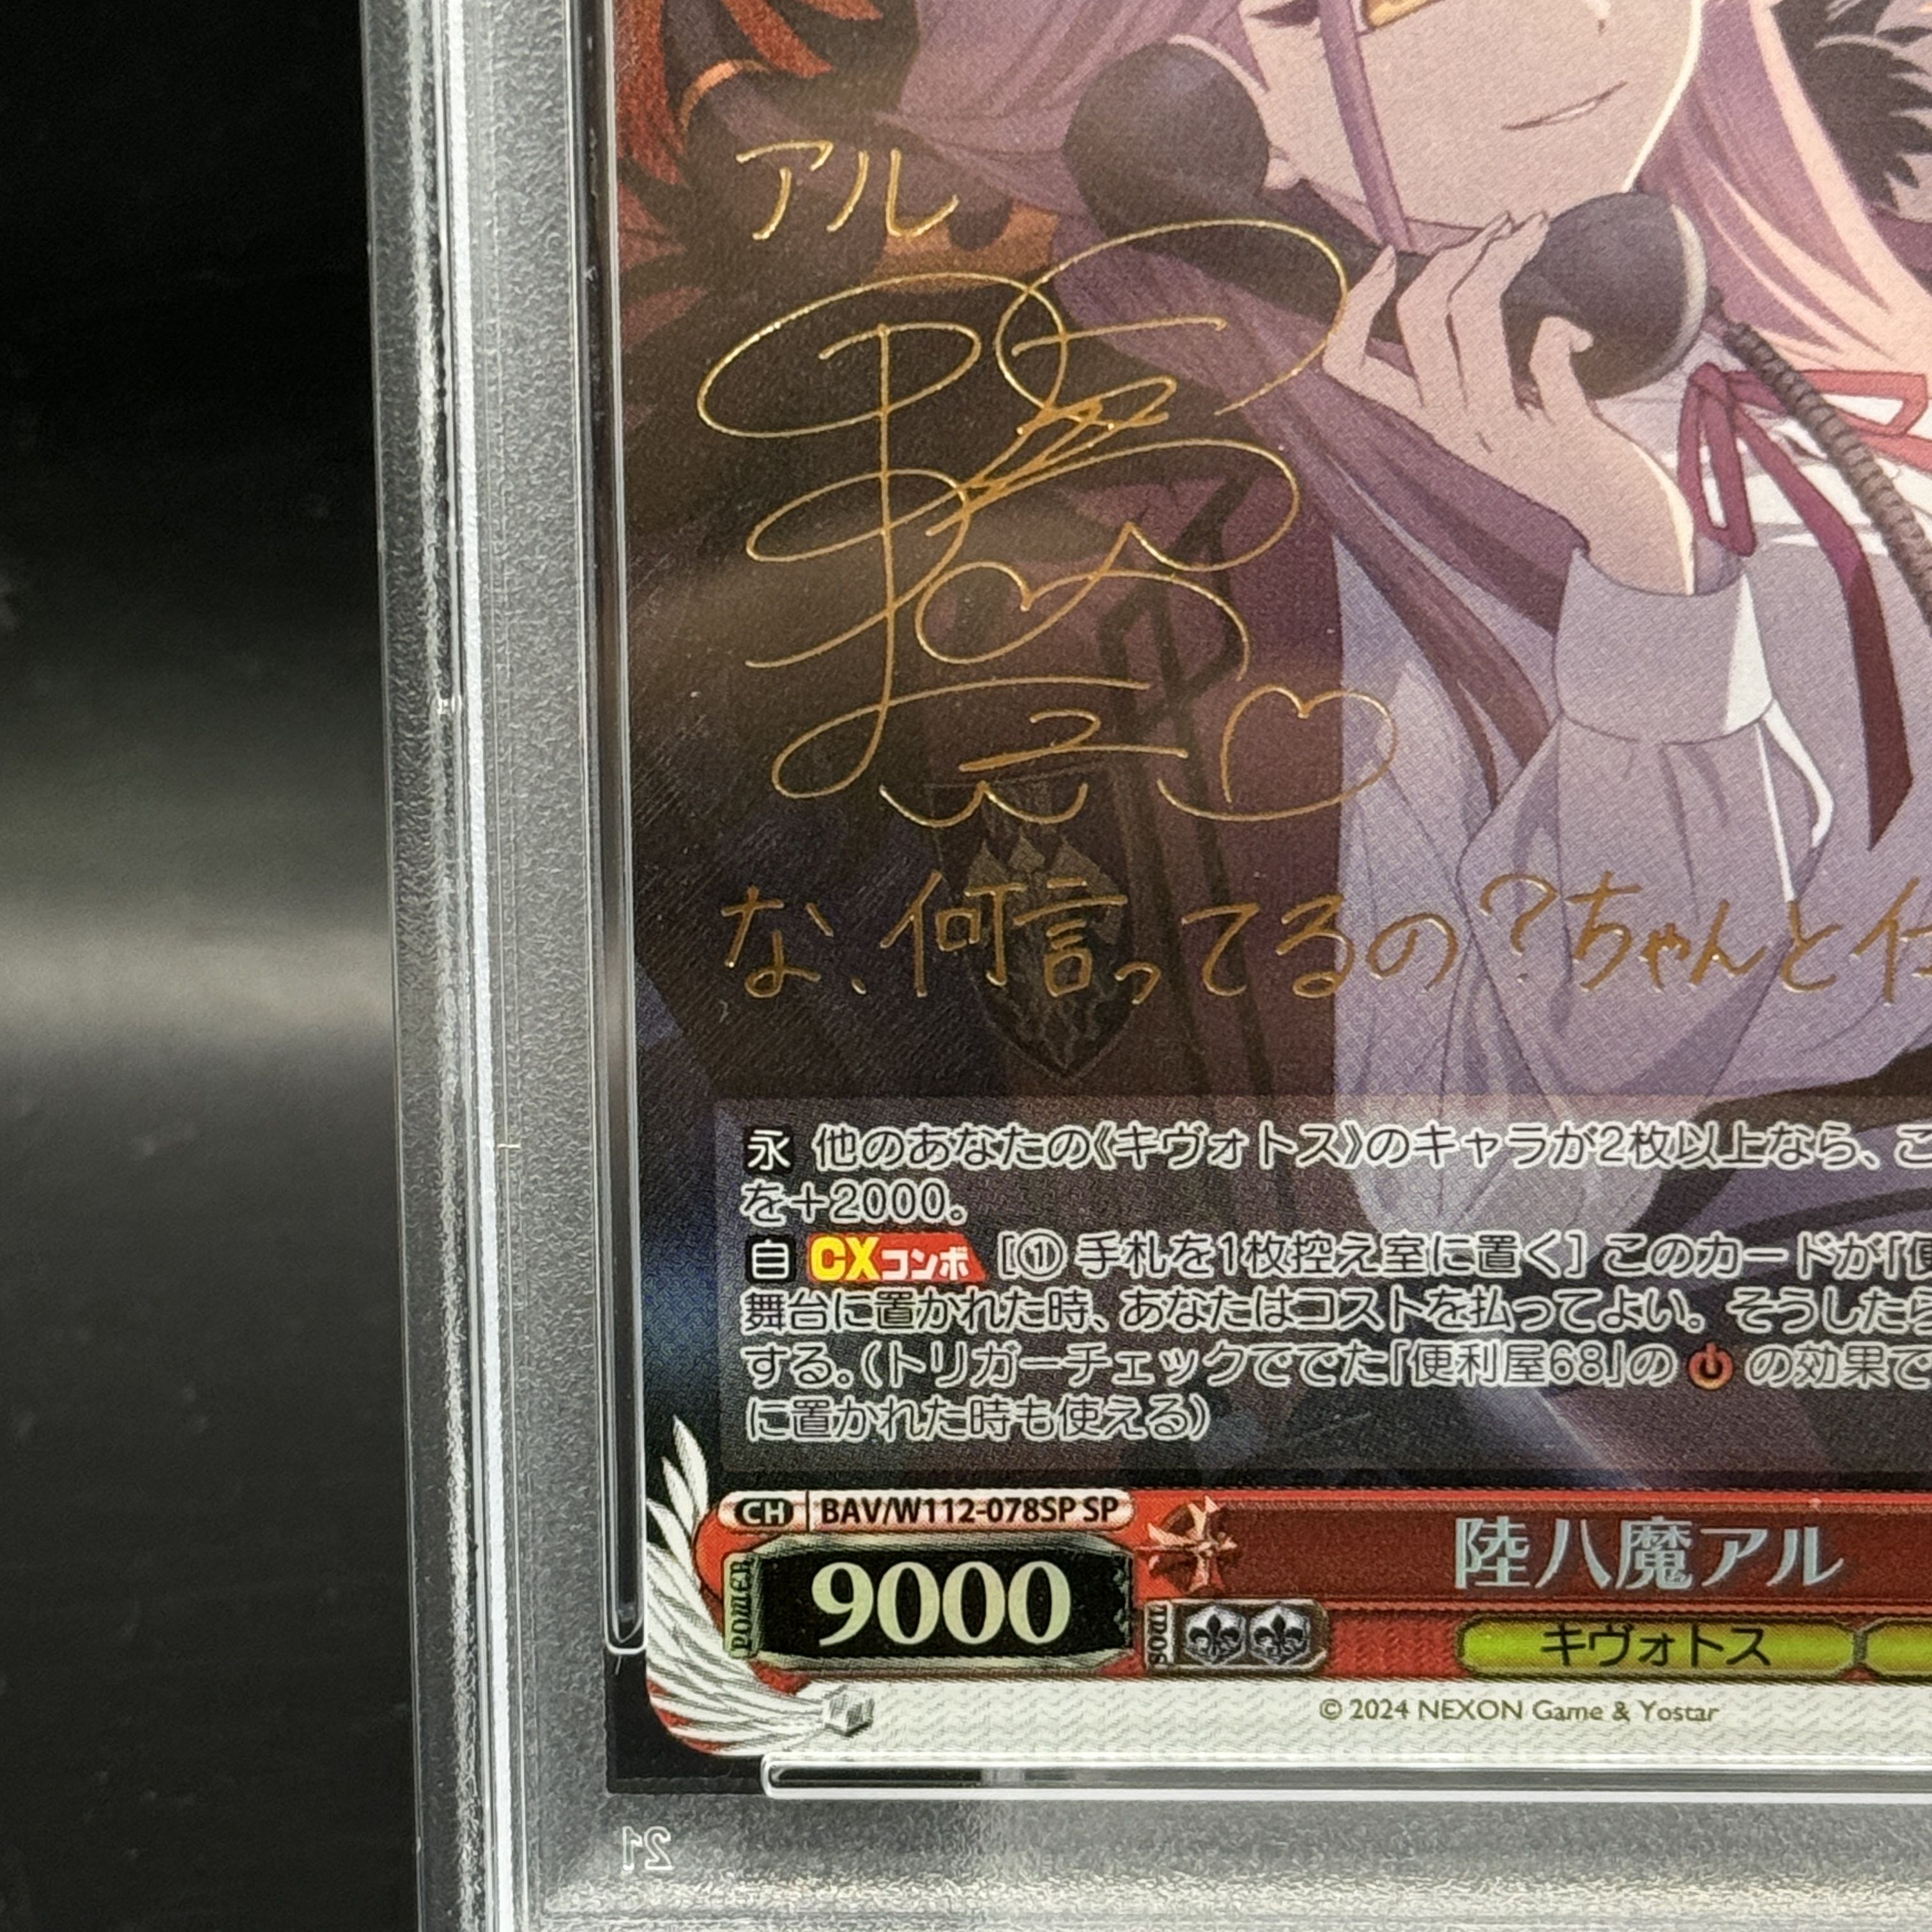 アル
な、何言ってるの?ちゃんと仕
永 他のあなたの《キヴォトス》のキャラが2枚以上なら、こ
を+2000。
自 CXコンボ [① 手札を1枚控え室に置く] このカードが「便
舞台に置かれた時、あなたはコストを払ってよい。そうしたら
する。(トリガーチェックででた「便利屋68」の の効果で
に置かれた時も使える)
CH BAV/W112-078SP SP
POWER 9000
陸八魔アル
SOUL
キヴォトス
© 2024 NEXON Game & Yostar
21